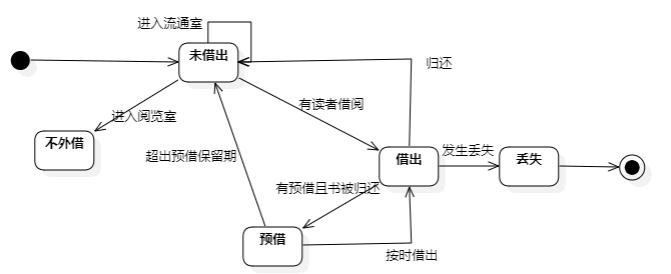 进入流通室
未借出
归还
有读者借阅
进入阅览室
不外借
超出预借保留期
借出
发生丢失
丢失
有预借且书被归还
预借
按时借出